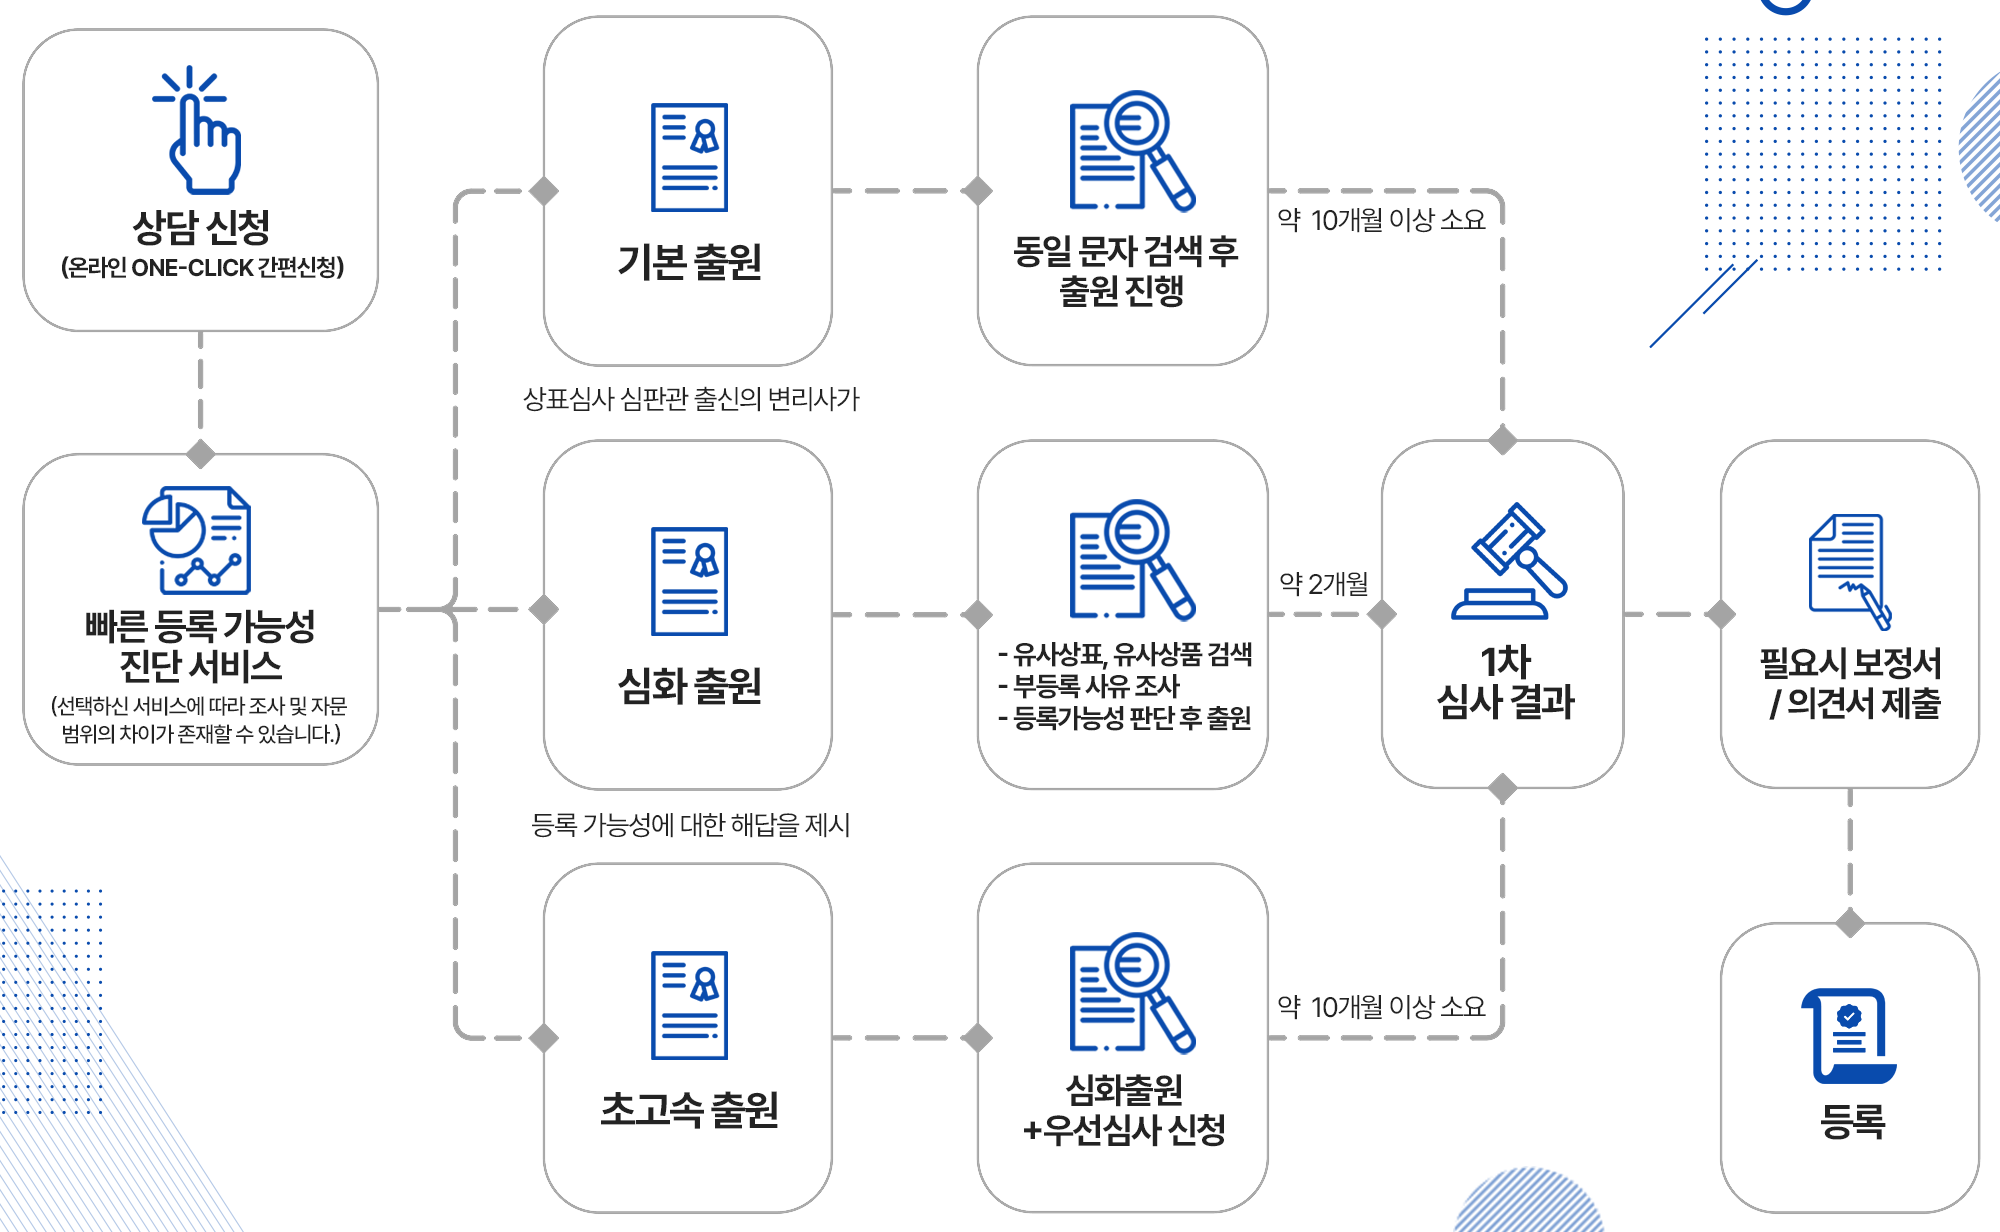 상담 신청
(온라인 ONE-CLICK 간편신청)
빠른 등록 가능성
진단 서비스
(선택하신 서비스에 따라 조사 및 자문
범위의 차이가 존재할 수 있습니다.)
기본 출원
동일 문자 검색 후
출원 진행
약 10개월 이상 소요
상표심사 심판관 출신의 변리사가
심화 출원
- 유사상표, 유사상품 검색
- 부등록 사유 조사
- 등록가능성 판단 후 출원
약 2개월
등록 가능성에 대한 해답을 제시
초고속 출원
심화출원
+우선심사 신청
약 10개월 이상 소요
1차
심사 결과
필요시 보정서
/ 의견서 제출
등록